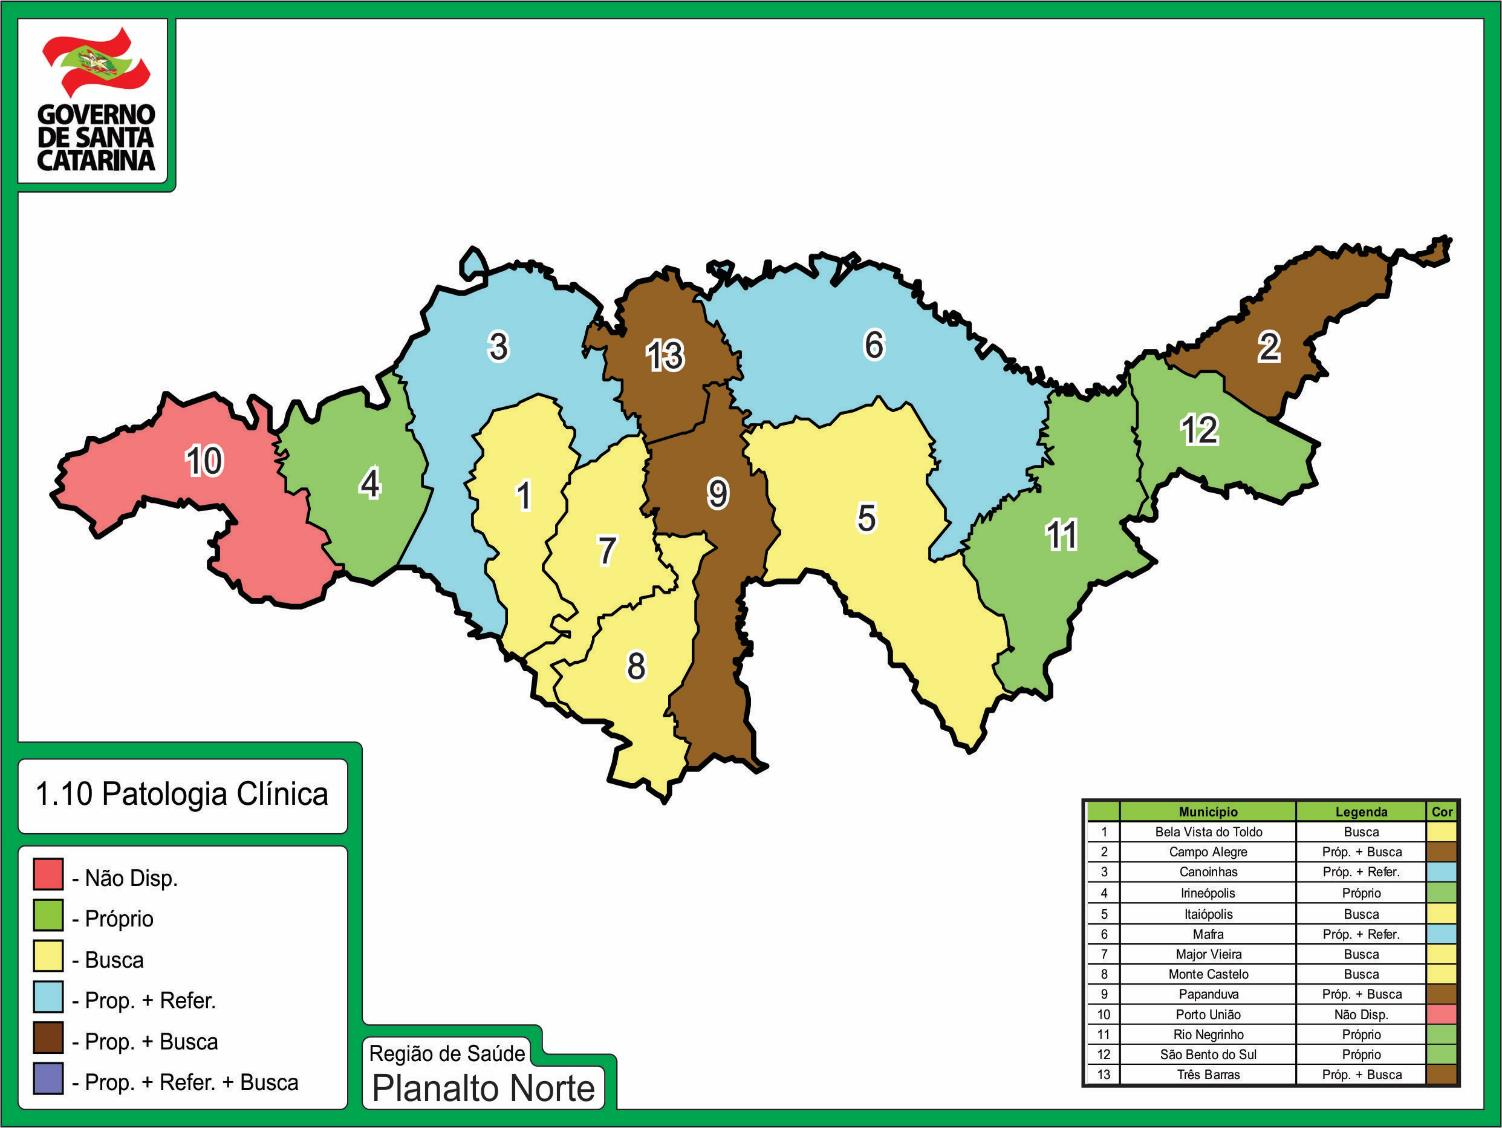 GOVERNO
DE SANTA
CATARINA
3
13
6
2
10
4
1
9
5
12
7
11
8
1.10 Patologia Clínica
- Não Disp.
- Próprio
- Busca
- Prop. + Refer.
- Prop. + Busca
- Prop. + Refer. + Busca
Região de Saúde
Planalto Norte
Município Legenda Cor
1 Bela Vista do Toldo Busca
2 Campo Alegre Próp. + Busca
3 Canoinhas Próp. + Refer.
4 Irineópolis Próprio
5 Itaiópolis Busca
6 Mafra Próp. + Refer.
7 Major Vieira Busca
8 Monte Castelo Busca
9 Papanduva Próp. + Busca
10 Porto União Não Disp.
11 Rio Negrinho Próprio
12 São Bento do Sul Próprio
13 Três Barras Próp. + Busca